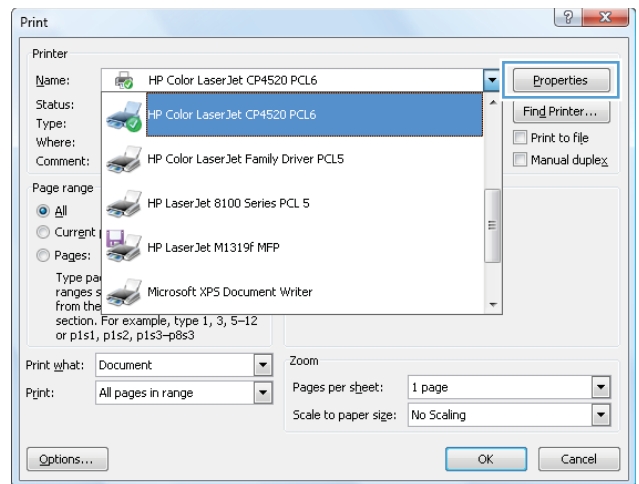 Print
Printer
Name: HP Color LaserJet CP4520 PCL6 Properties
Status:
HP Color LaserJet CP4520 PCL6
Find Printer...
Type:
Where:
Print to file
Comment:
HP Color LaserJet Family Driver PCL5
Manual duplex
Page range
HP LaserJet 8100 Series PCL 5
All
Current
Pages:
HP LaserJet M1319f MFP
Type
ranges
Microsoft XPS Document Writer
from the
section. For example, type 1, 3, 5–12
or p1s1, p1s2, p1s3–p8s3
Print what: Document
Zoom
Print: All pages in range
Pages per sheet: 1 page
Scale to paper size: No Scaling
Options...
OK
Cancel